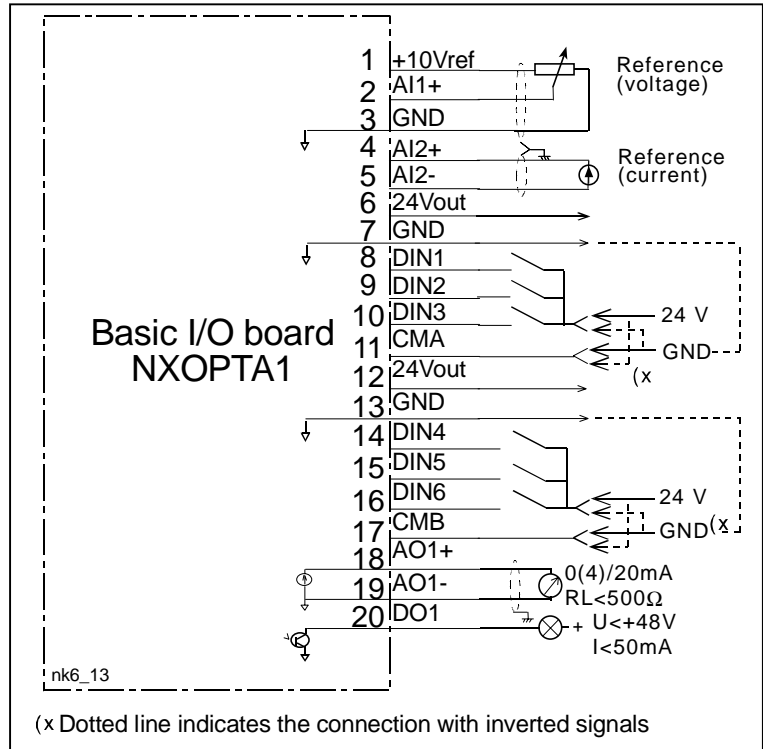 1 +10Vref
2 AI1+
3 GND
4 AI2+
5 AI2-
6 24Vout
7 GND
8 DIN1
9 DIN2
10 DIN3
11 CMA
12 24Vout
13 GND
14 DIN4
15 DIN5
16 DIN6
17 CMB
18 AO1+
19 AO1-
20 DO1
Basic I/O board
NXOPTA1
Reference
(voltage)
Reference
(current)
24 V
GND
(x
24 V
GND (x
0(4)/20mA
RL<500Ω
+ U<+48V
I<50mA
nk6_13
(x Dotted line indicates the connection with inverted signals